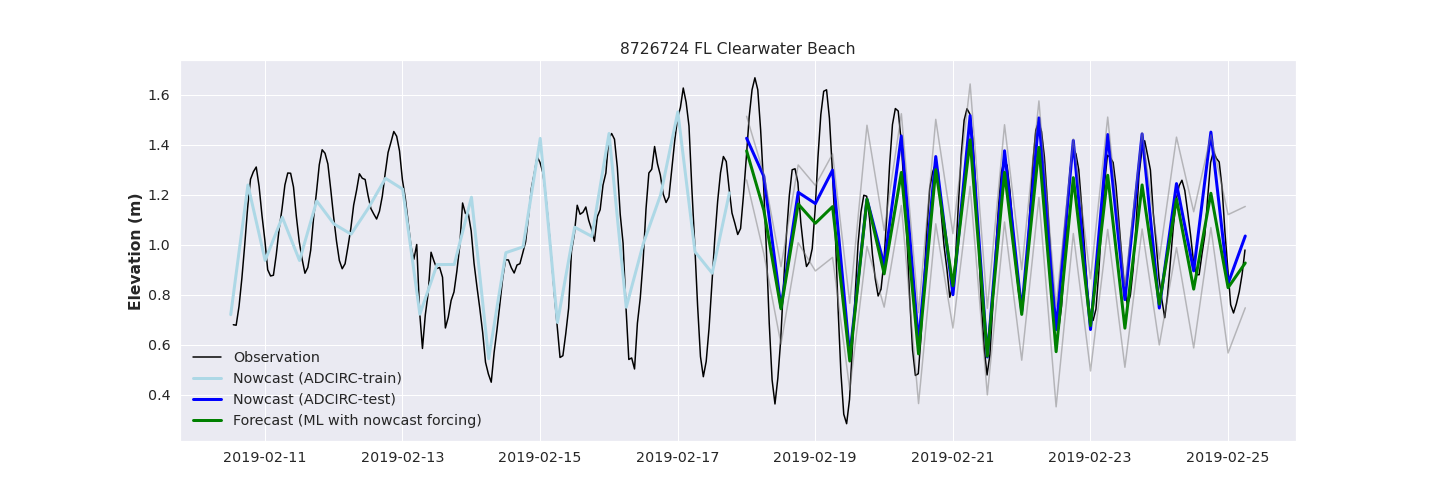 8726724 FL Clearwater Beach
Elevation (m)
1.6
1.4
1.2
1.0
0.8
0.6
0.4
Observation
Nowcast (ADCIRC-train)
Nowcast (ADCIRC-test)
Forecast (ML with nowcast forcing)
2019-02-11 2019-02-13 2019-02-15 2019-02-17 2019-02-19 2019-02-21 2019-02-23 2019-02-25